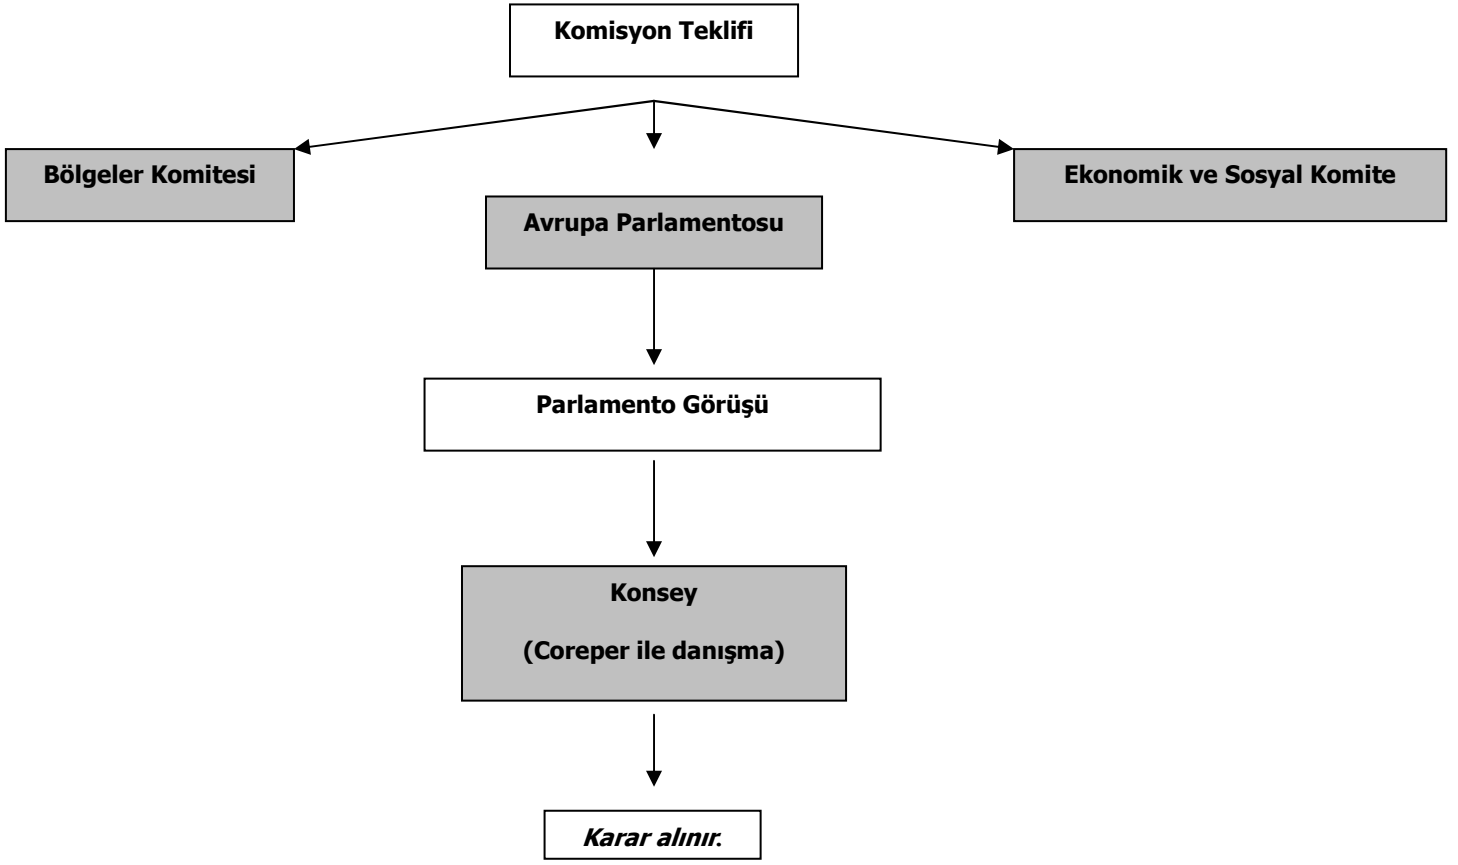 Komisyon Teklifi
Bölgeler Komitesi
Ekonomik ve Sosyal Komite
Avrupa Parlamentosu
Parlamento Görüşü
Konsey
(Coreper ile danışma)
Karar alınır.